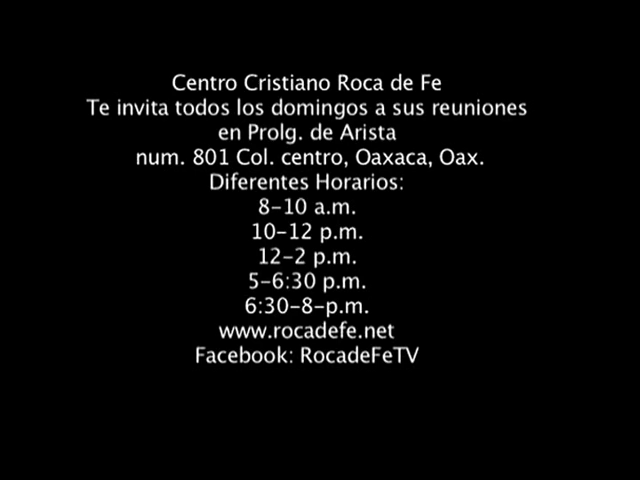 Centro Cristiano Roca de Fe
Te invita todos los domingos a sus reuniones
en Prolg. de Arista
num. 801 Col. centro, Oaxaca, Oax.
Diferentes Horarios:
8-10 a.m.
10-12 p.m.
12-2 p.m.
5-6:30 p.m.
6:30-8-p.m.
www.rocadefe.net
Facebook: RocadeFeTV